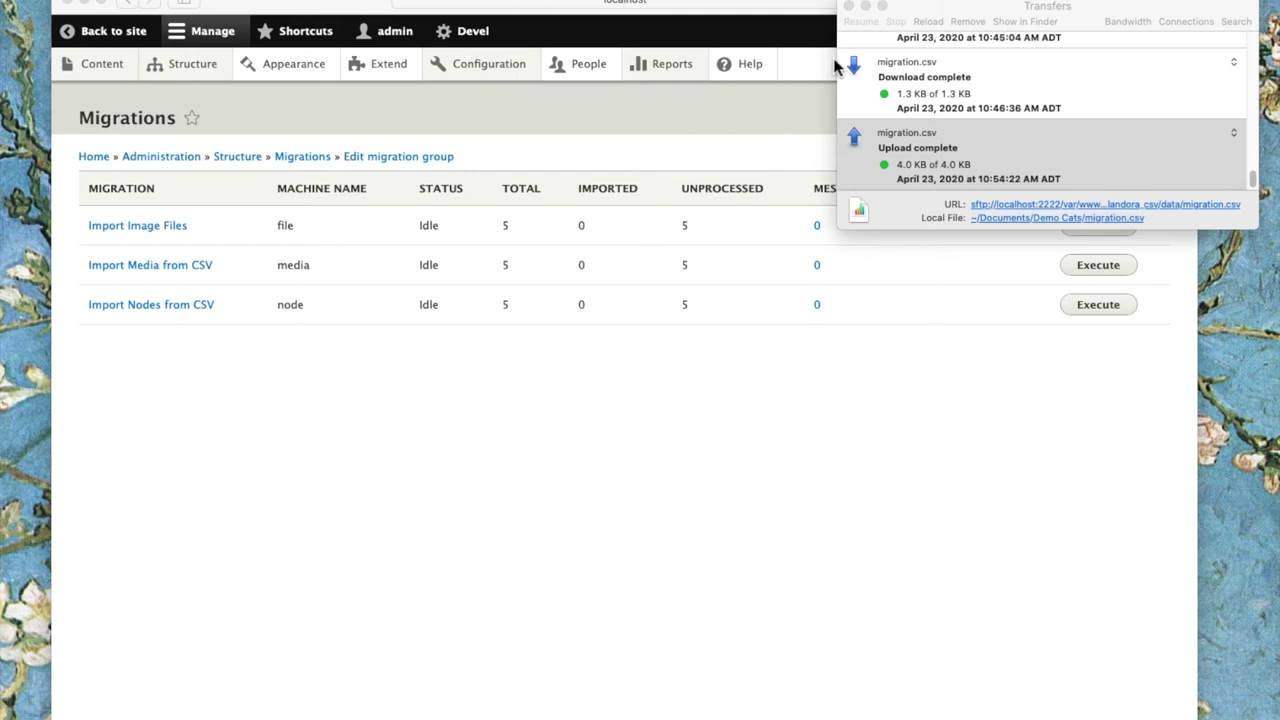 localhost
Back to site Manage Shortcuts admin Devel
Content Structure Appearance Extend Configuration People Reports Help
Migrations
Home » Administration » Structure » Migrations » Edit migration group
MIGRATION MACHINE NAME STATUS TOTAL IMPORTED UNPROCESSED MES
Import Image Files file Idle 5 0 5 0
Import Media from CSV media Idle 5 0 5 0 Execute
Import Nodes from CSV node Idle 5 0 5 0 Execute
Transfers
Resume Stop Reload Remove Show in Finder Bandwidth Connections Search
April 23, 2020 at 10:45:04 AM ADT
migration.csv
Download complete
1.3 KB of 1.3 KB
April 23, 2020 at 10:46:36 AM ADT
migration.csv
Upload complete
4.0 KB of 4.0 KB
April 23, 2020 at 10:54:22 AM ADT
URL: sftp://localhost:2222/var/www...landora_csv/data/migration.csv
Local File: ~/Documents/Demo Cats/migration.csv